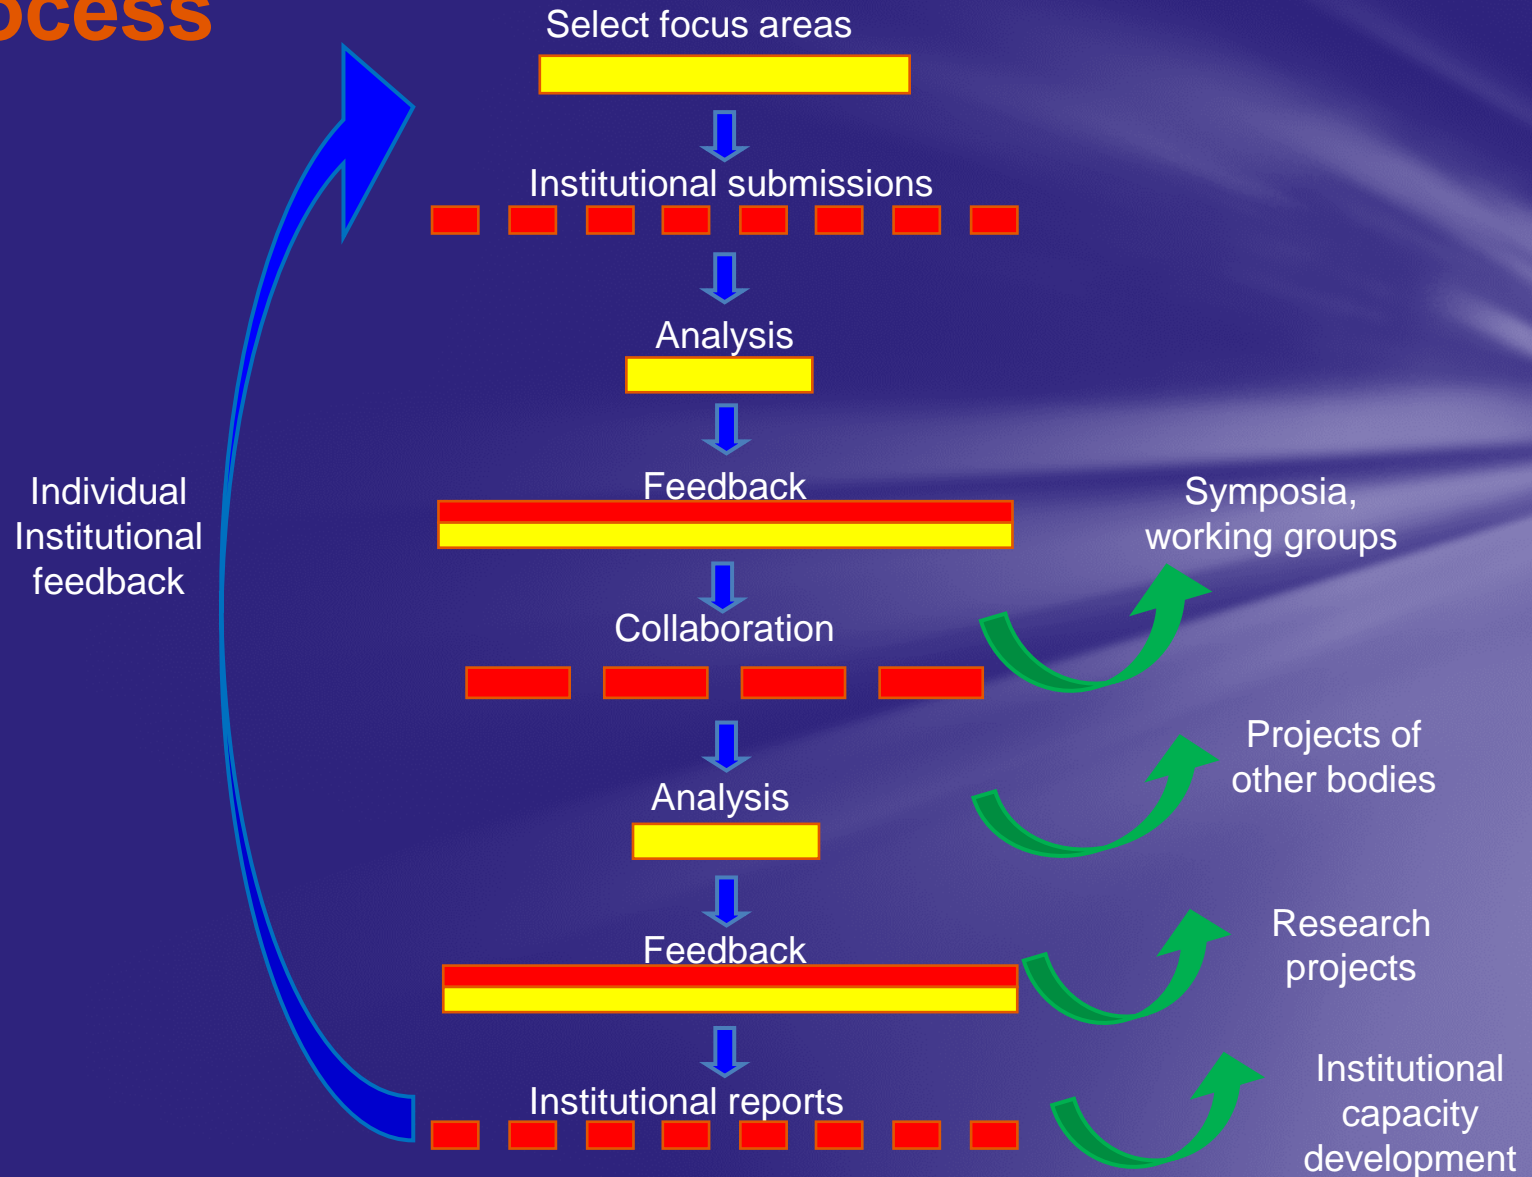 Select focus areas
Institutional submissions
Analysis
Feedback
Individual
Institutional
feedback
Symposia,
working groups
Collaboration
Projects of
other bodies
Analysis
Research
projects
Feedback
Institutional reports
Institutional
capacity
development